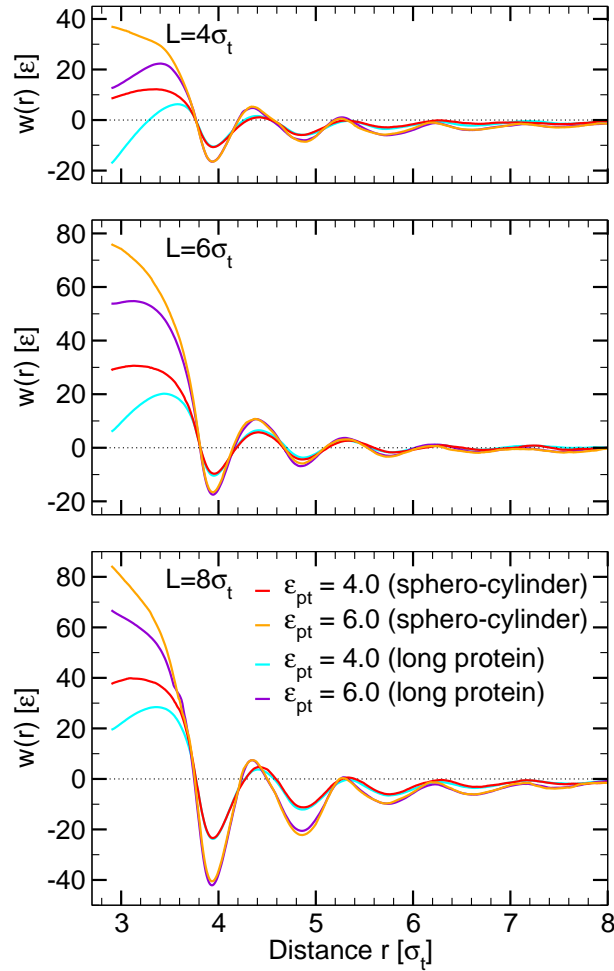 L=4σt
w(r) [ε]
40
20
0
-20
L=6σt
w(r) [ε]
80
60
40
20
0
-20
L=8σt
w(r) [ε]
80
60
40
20
0
-20
-40
εpt = 4.0 (sphero-cylinder)
εpt = 6.0 (sphero-cylinder)
εpt = 4.0 (long protein)
εpt = 6.0 (long protein)
3 4 5 6 7 8
Distance r [σt]